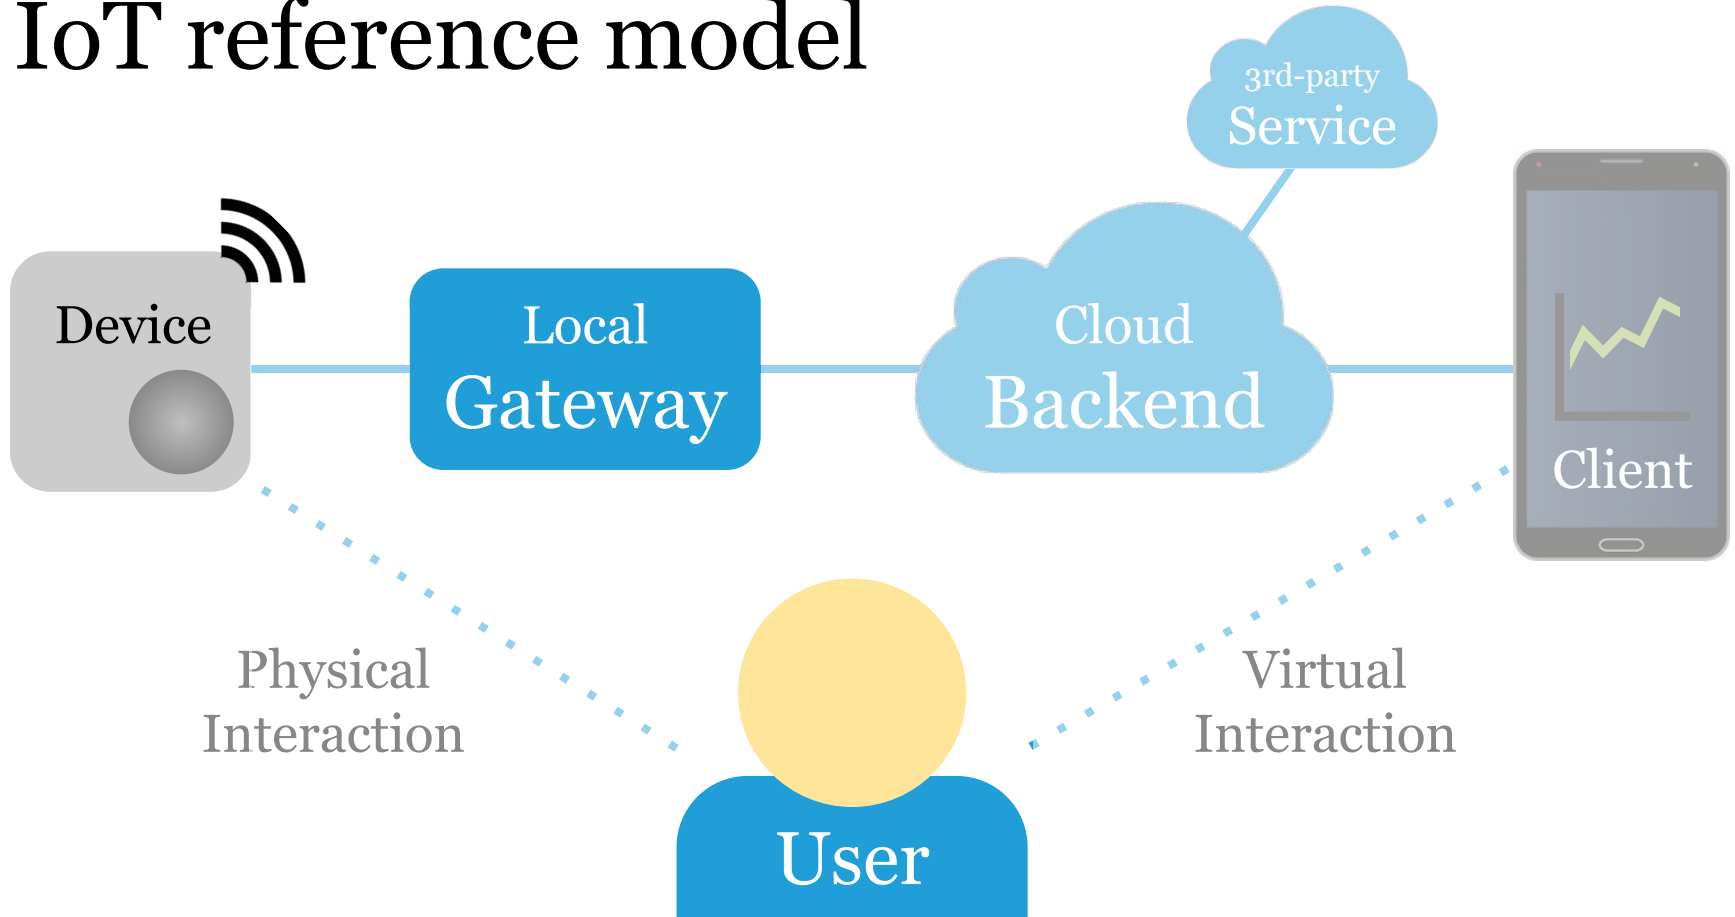 IoT reference model
3rd-party
Service
Device
Local
Gateway
Cloud
Backend
Client
Physical
Interaction
Virtual
Interaction
User